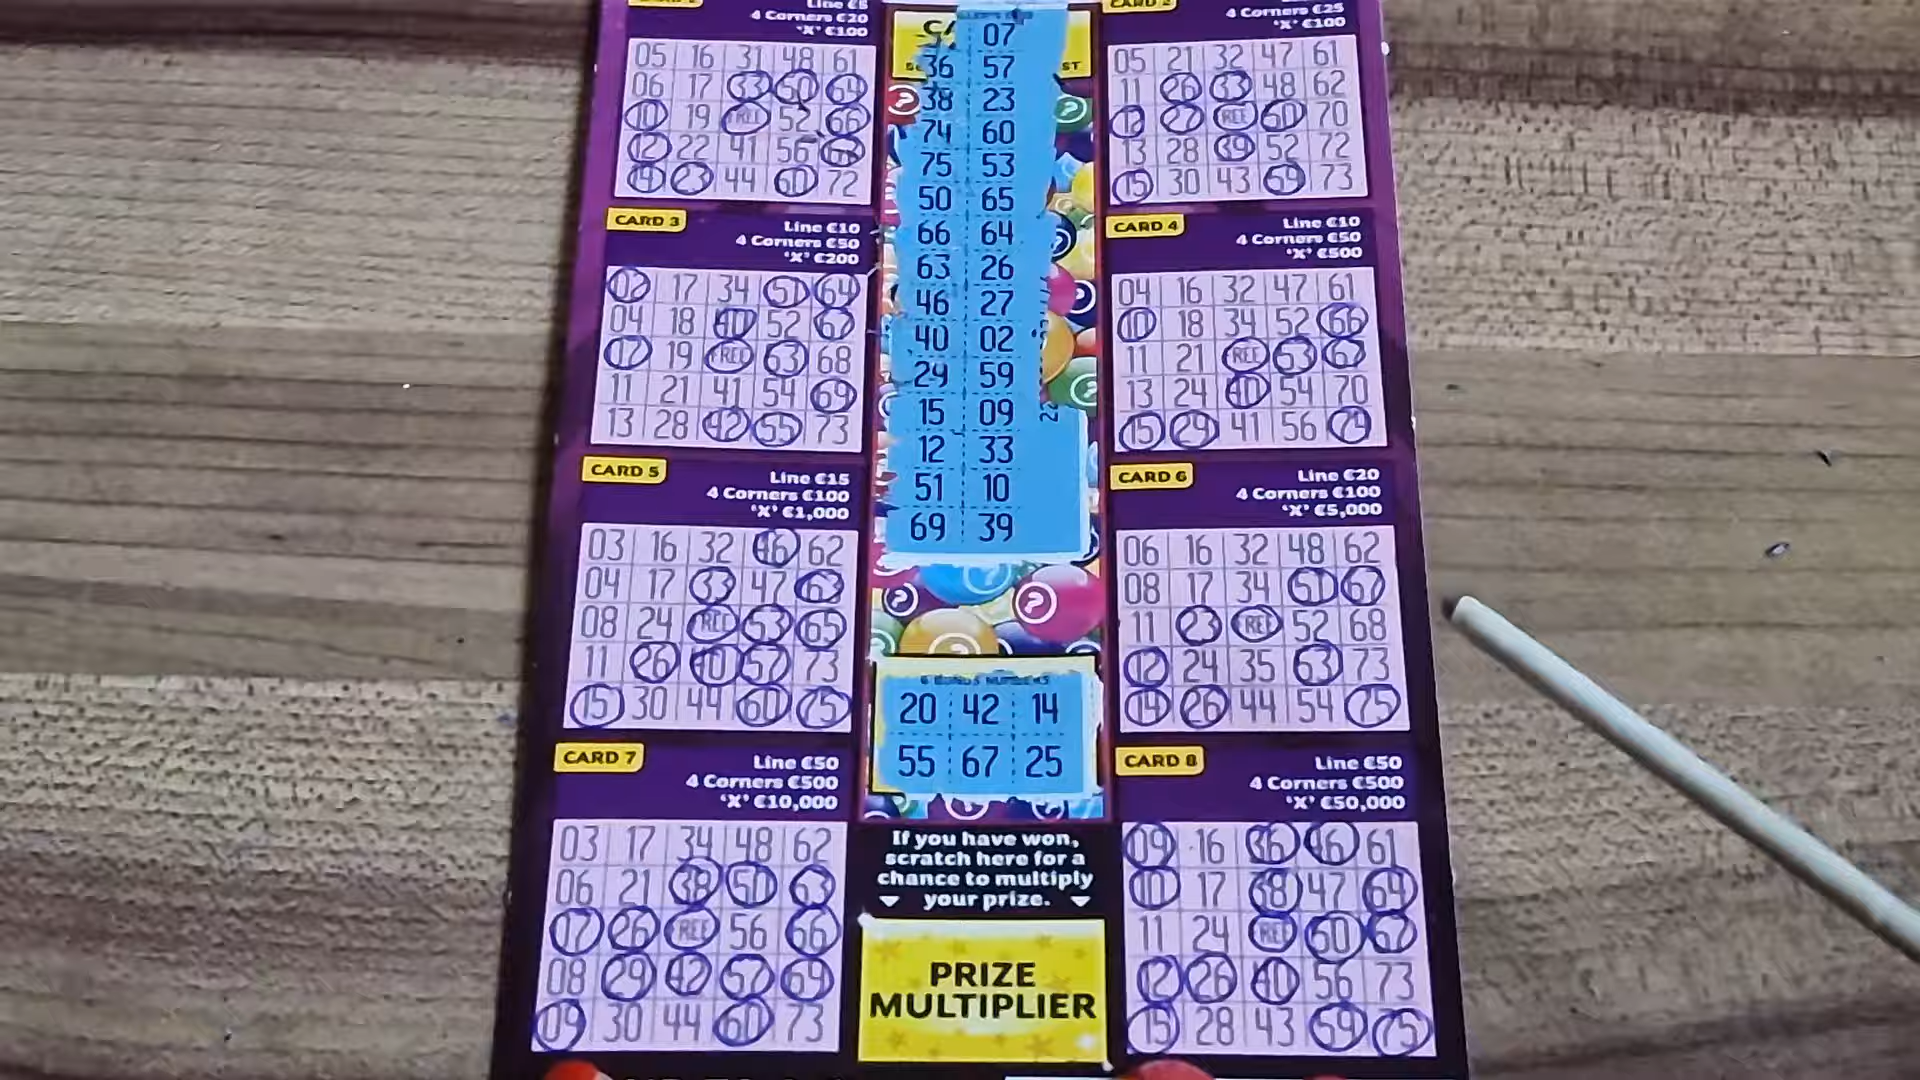 Line €5
4 Corners €20
'X' €100
05 16 31 48 61
06 17 33 50 64
10 19 FREE 52 66
12 22 41 56
14 23 44 60 72
CARD 2
4 Corners €25
'X' €100
05 21 32 47 61
11 26 33 48 62
12 27 FREE 60 70
13 28 39 52 72
15 30 43 69 73
CARD 3
Line €10
4 Corners €50
'X' €200
02 17 34 51 64
04 18 40 52 67
07 19 FREE 63 68
11 21 41 54 69
13 28 42 55 73
CARD 4
Line €10
4 Corners €50
'X' €500
04 16 32 47 61
10 18 34 52 66
11 21 FREE 63 67
13 24 40 54 70
15 29 41 56 74
CARD 5
Line €15
4 Corners €100
'X' €1,000
03 16 32 46 62
04 17 33 47 63
08 24 FREE 53 65
11 26 40 57 73
15 30 44 60 75
CARD 6
Line €20
4 Corners €100
'X' €5,000
06 16 32 48 62
08 17 34 51 67
11 23 FREE 52 68
12 24 35 63 73
14 26 44 54 75
CARD 7
Line €50
4 Corners €500
'X' €10,000
03 17 34 48 62
06 21 38 50 63
07 26 FREE 56 66
08 29 42 57 69
09 30 44 60 73
CARD 8
Line €50
4 Corners €500
'X' €50,000
09 16 36 46 61
10 17 38 47 64
11 24 FREE 60 67
12 26 40 56 73
15 28 43 59 75
07
36 57
38 23
74 60
75 53
50 65
66 64
63 26
46 27
40 02
29 59
15 09
12 33
51 10
69 39
6 BONUS NUMBERS
20 42 14
55 67 25
If you have won,
scratch here for a
chance to multiply
your prize.
PRIZE
MULTIPLIER